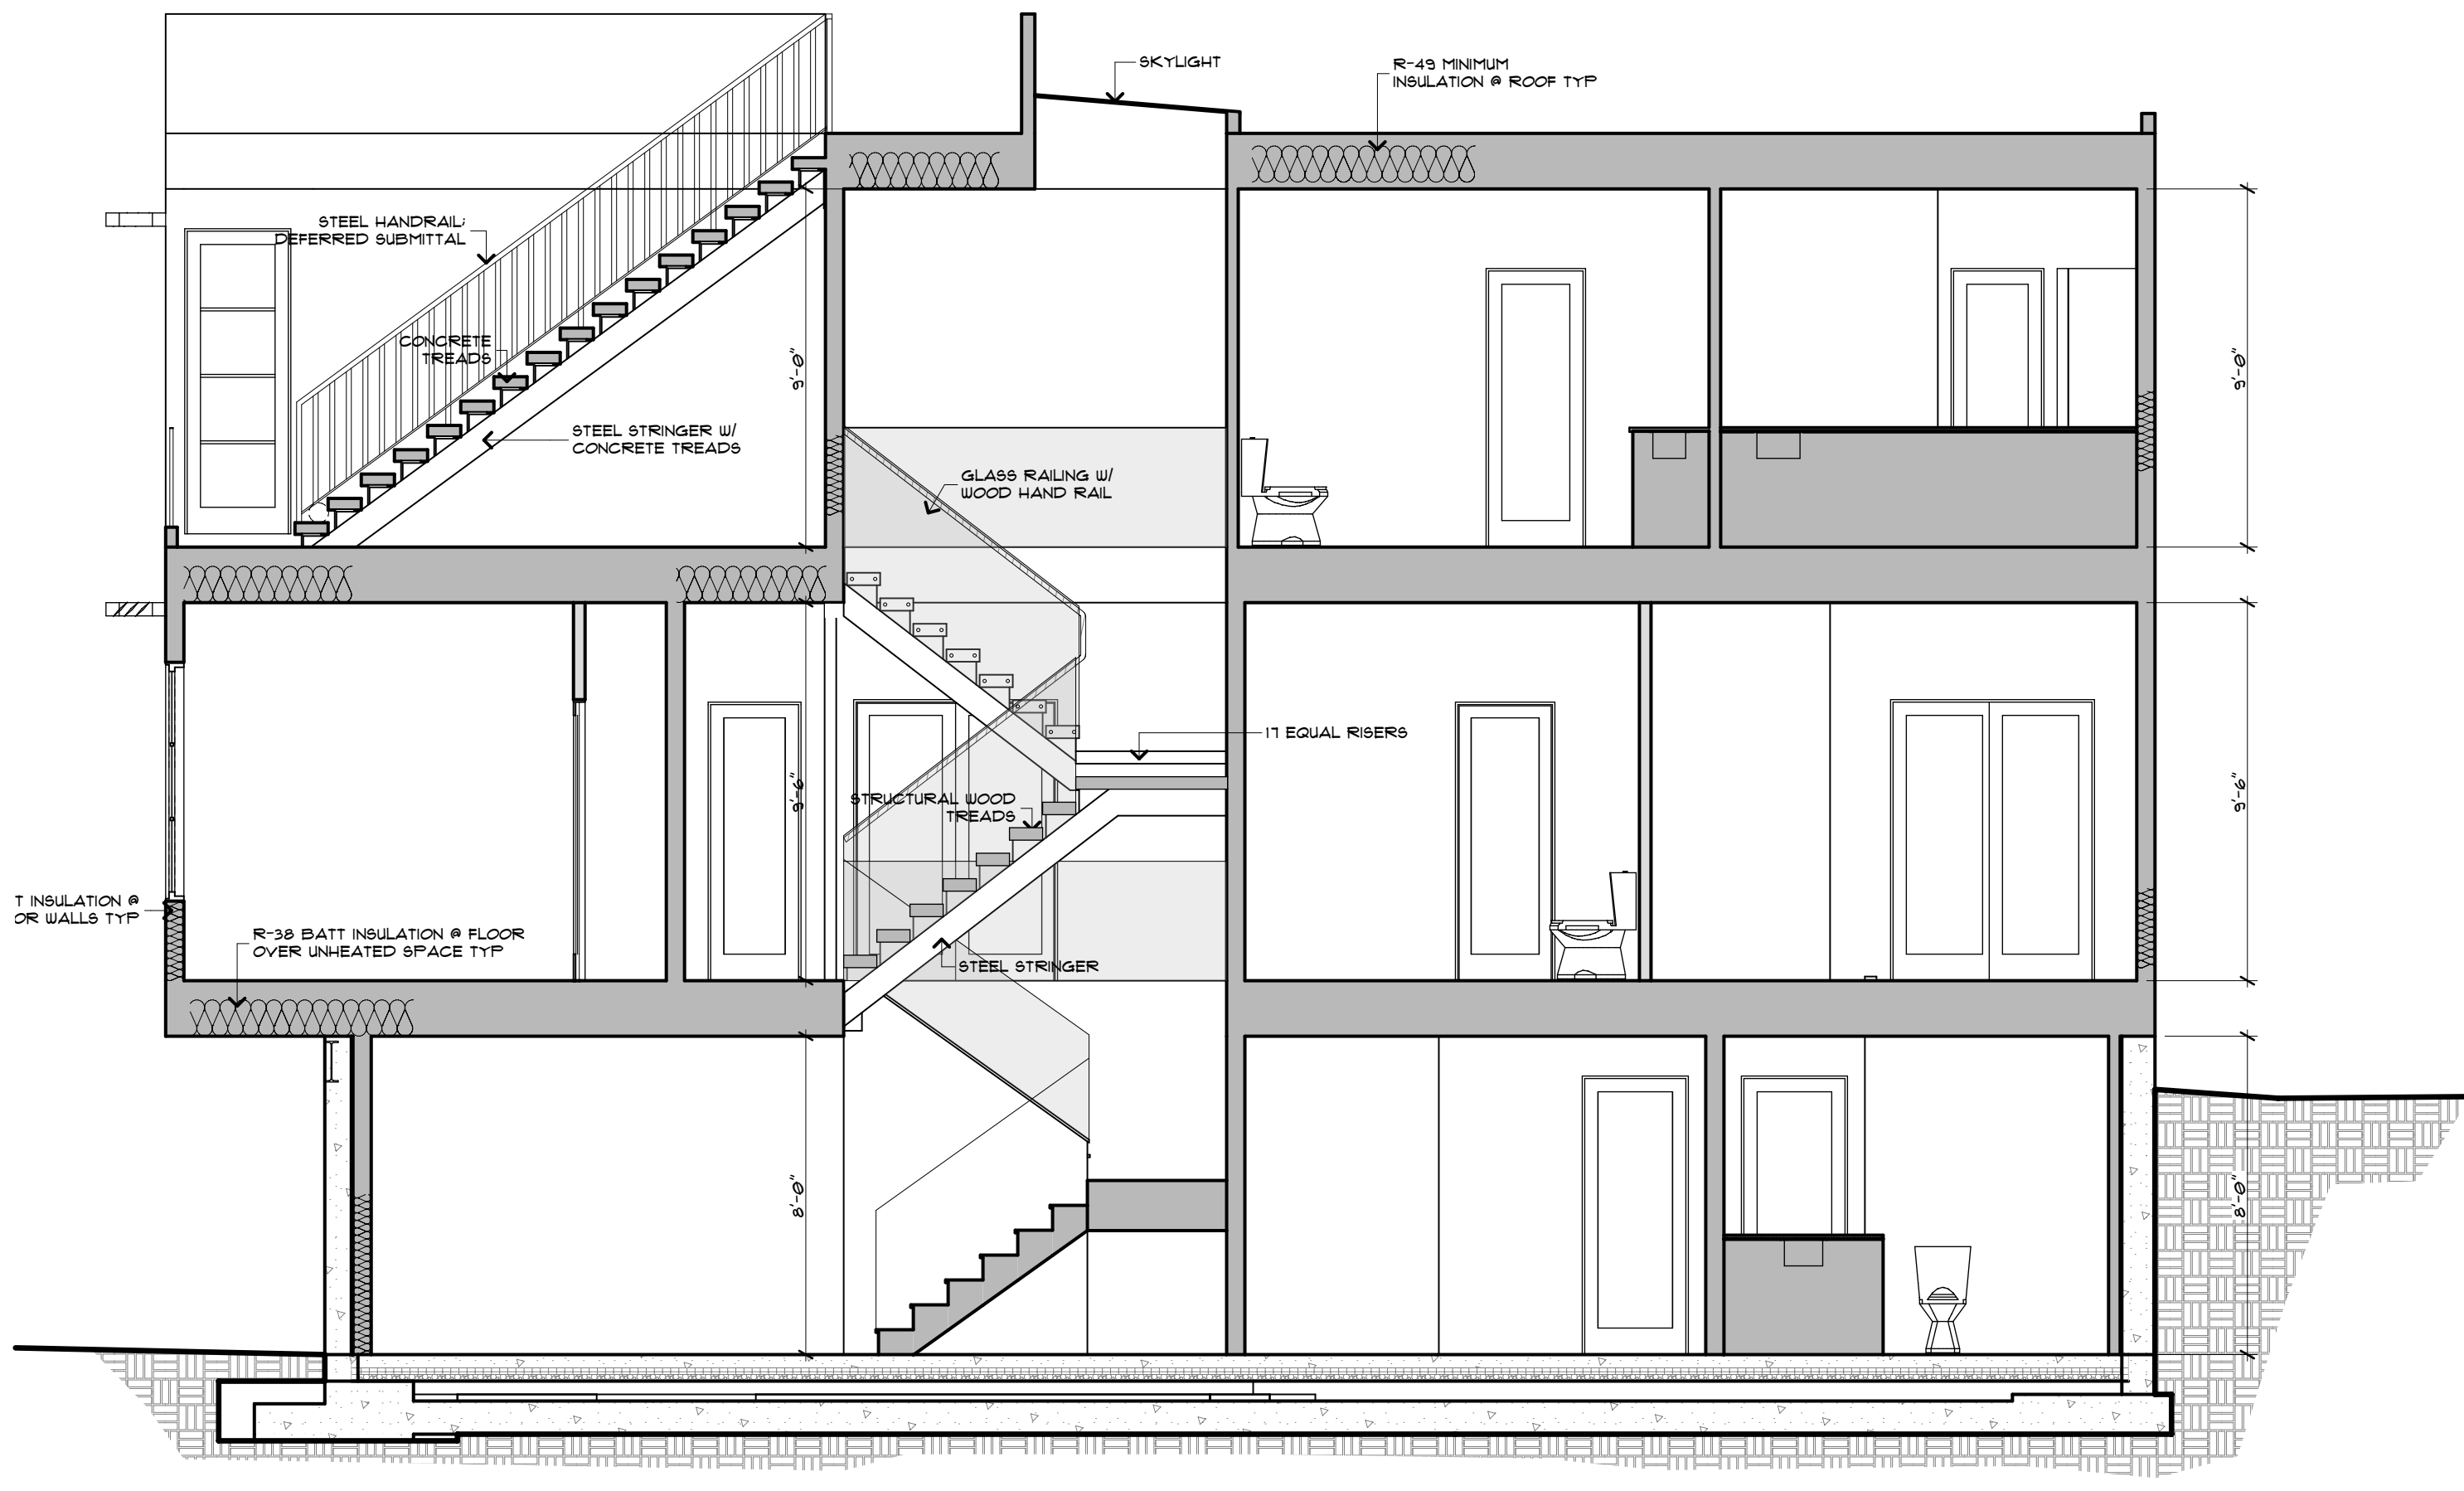 SKYLIGHT
R-49 MINIMUM
INSULATION @ ROOF TYP
STEEL HANDRAIL;
DEFERRED SUBMITTAL
CONCRETE
TREADS
9'-0"
9'-0"
STEEL STRINGER W/
CONCRETE TREADS
GLASS RAILING W/
WOOD HAND RAIL
17 EQUAL RISERS
9'-6"
9'-6"
STRUCTURAL WOOD
TREADS
T INSULATION @
OR WALLS TYP
R-38 BATT INSULATION @ FLOOR
OVER UNHEATED SPACE TYP
STEEL STRINGER
8'-0"
8'-0"